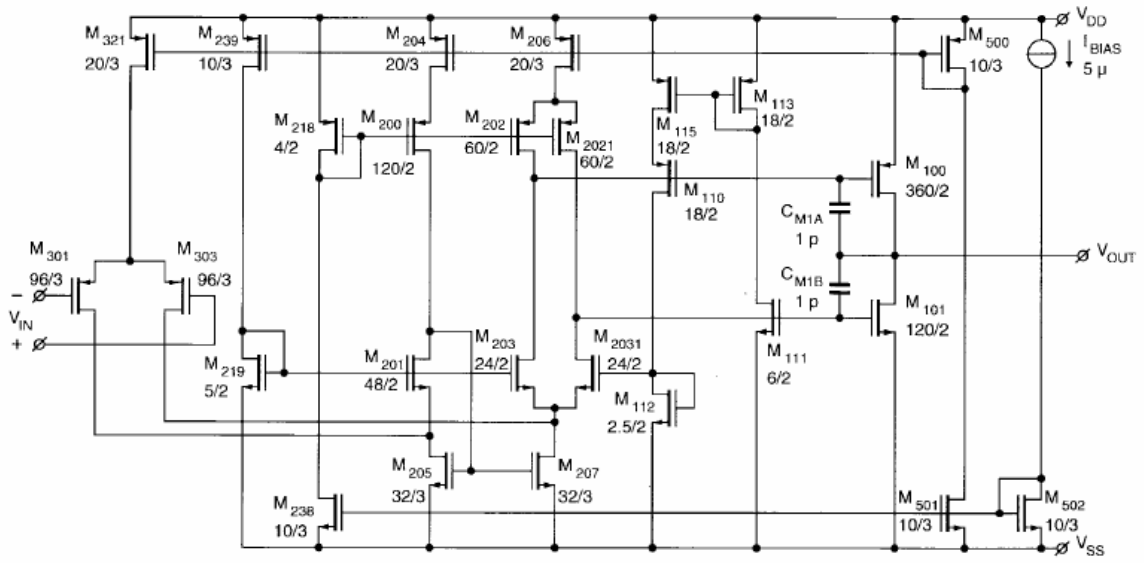 M321
20/3
M239
10/3
M204
20/3
M206
20/3
M500
10/3
VDD
IBIAS
5 µ
M218
4/2
M200
120/2
M202
60/2
M2021
60/2
M115
18/2
M113
18/2
M110
18/2
M100
360/2
CM1A
1 p
M301
96/3
M303
96/3
VOUT
CM1B
1 p
M101
120/2
−
VIN
+
M219
5/2
M201
48/2
M203
24/2
M2031
24/2
M111
6/2
M112
2.5/2
M205
32/3
M207
32/3
M238
10/3
M501
10/3
M502
10/3
VSS